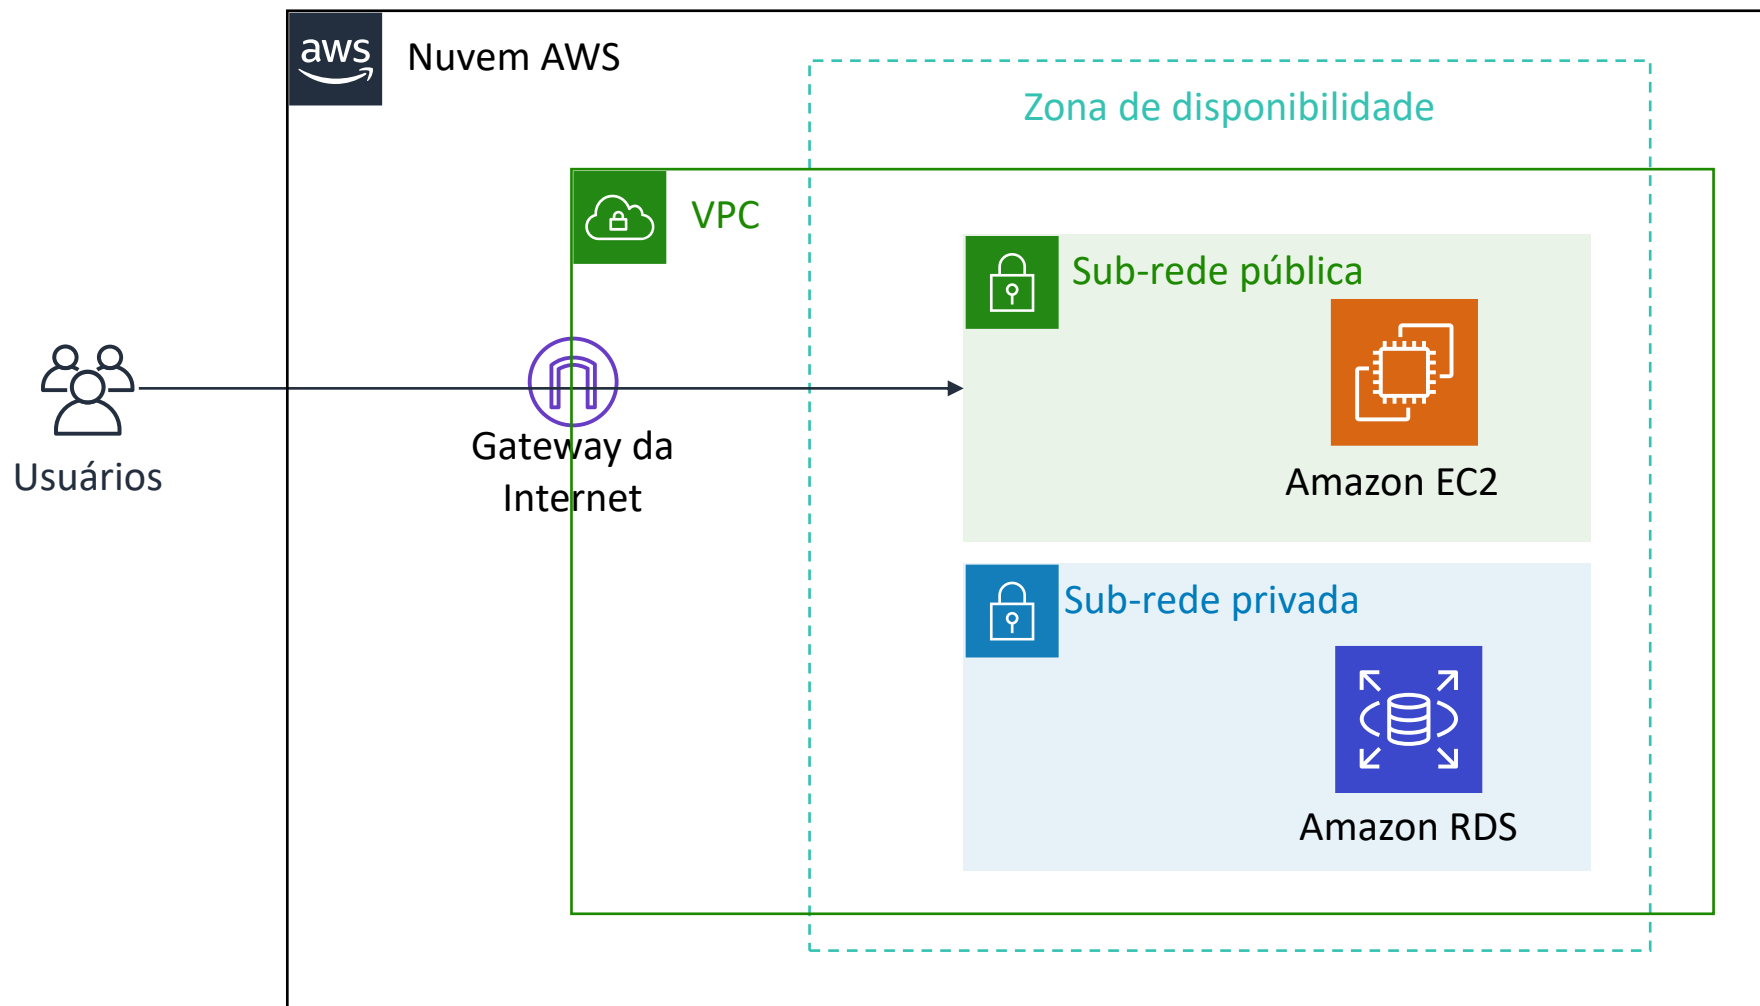 aws
Nuvem AWS
Zona de disponibilidade
VPC
Sub-rede pública
Usuários
Gateway da
Internet
Amazon EC2
Sub-rede privada
Amazon RDS